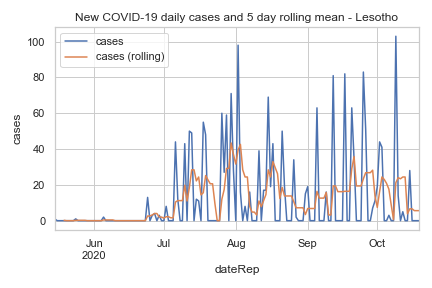 New COVID-19 daily cases and 5 day rolling mean - Lesotho
cases
cases (rolling)
100
80
60
40
20
0
cases
Jun
2020
Jul
Aug
Sep
Oct
dateRep